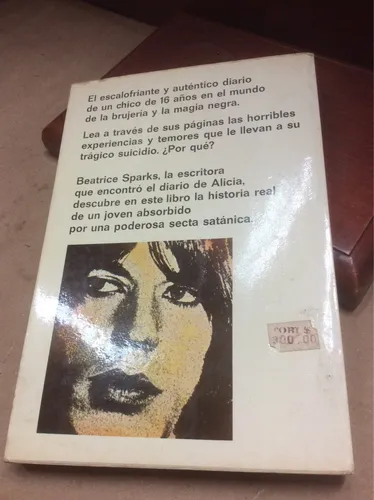 El escalofriante y auténtico diario
de un chico de 16 años en el mundo
de la brujería y la magia negra.
Lea a través de sus páginas las horribles
experiencias y temores que le llevan a su
trágico suicidio. ¿Por qué?
Beatrice Sparks, la escritora
que encontró el diario de Alicia,
descubre en este libro la historia real
de un joven absorbido
por una poderosa secta satánica.